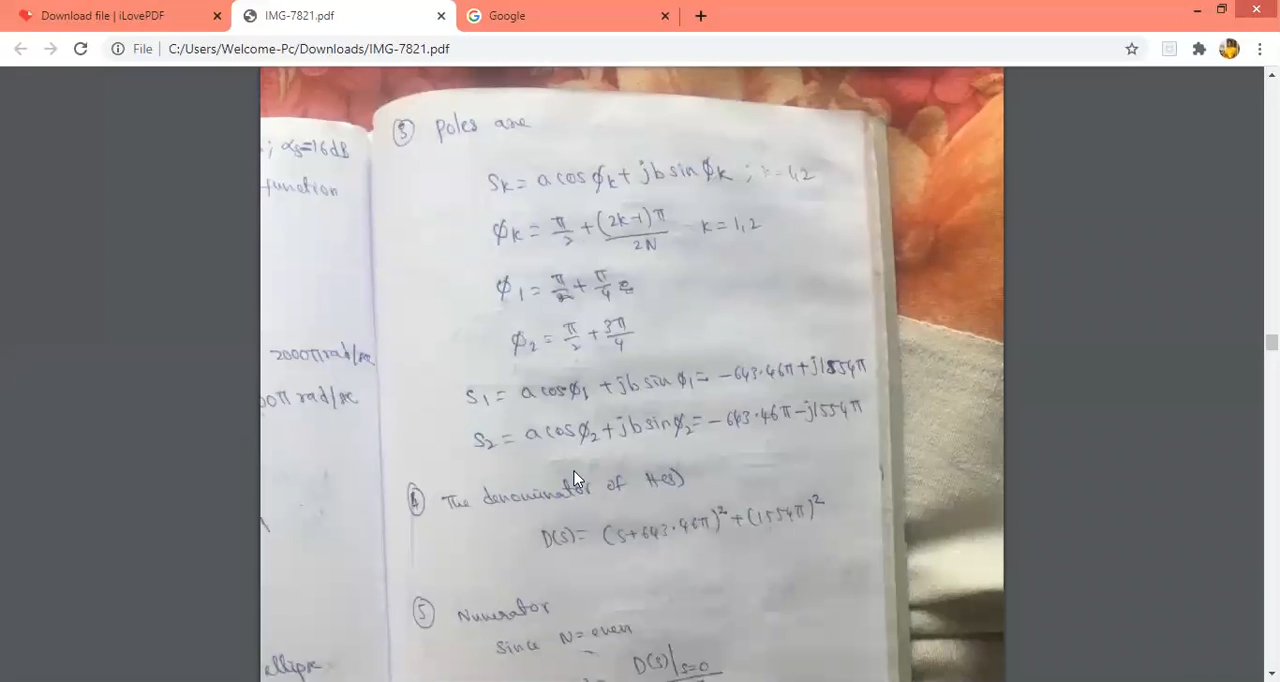 Download file | iLovePDF
IMG-7821.pdf
Google
File
C:/Users/Welcome-Pc/Downloads/IMG-7821.pdf
; αs=16dB
function
2000π rad/sec
00π rad/sec
ellipse
③ Poles are
Sk = a cos ϕk + jb sin ϕk ; k = 1,2
ϕk = π/2 + (2k-1)π/2N k = 1,2
ϕ1 = π/2 + π/4
ϕ2 = π/2 + 3π/4
S1 = a cos ϕ1 + jb sin ϕ1 = -643.46π + j1554π
S2 = a cos ϕ2 + jb sin ϕ2 = -643.46π - j1554π
④ The denominator of H(s)
D(s) = (s+643.46π)² + (1554π)²
⑤ Numerator
Since N = even
D(s)|s=0